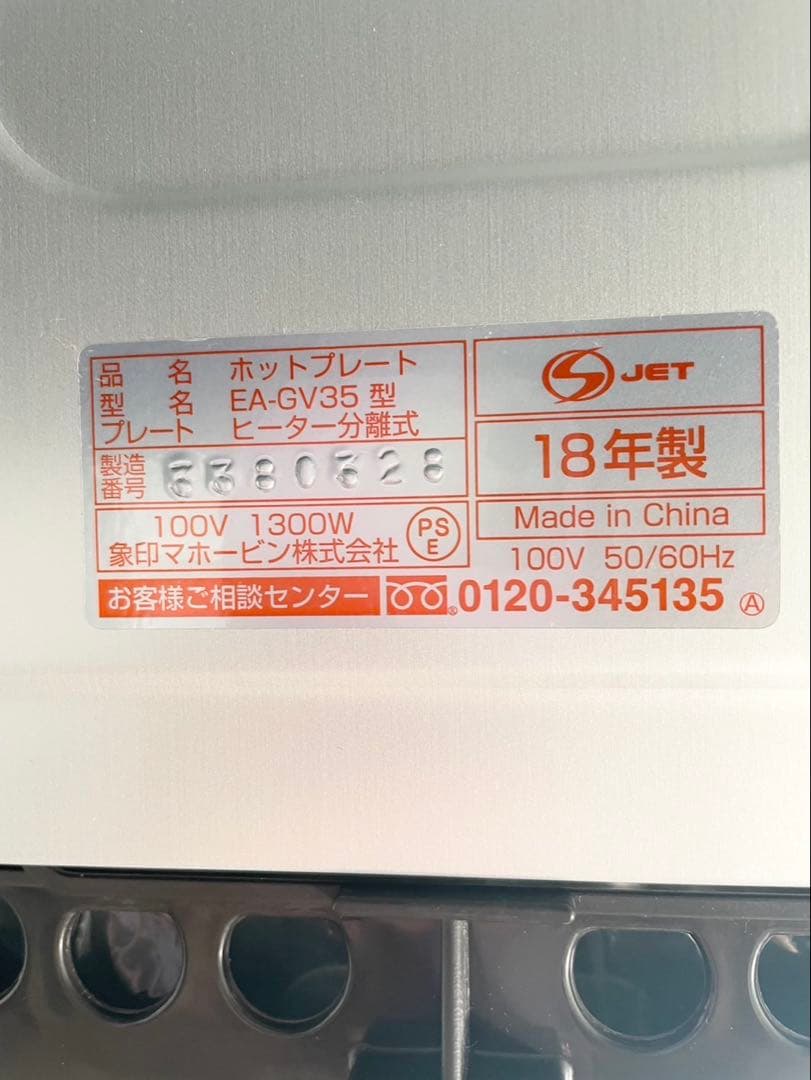 品名 ホットプレート
型名 EA-GV35 型
プレート ヒーター分離式
製造番号 3380328
100V 1300W
象印マホービン株式会社
PS
E
JET
18年製
Made in China
100V 50/60Hz
お客様ご相談センター 0120-345135 A